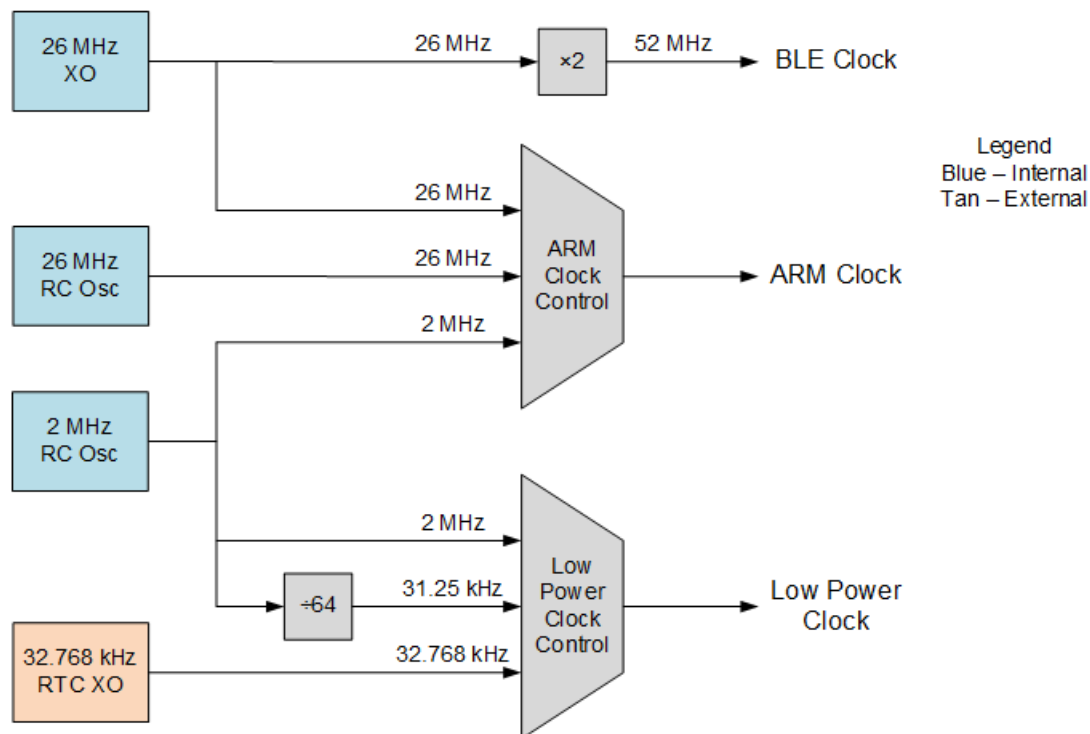 26 MHz
XO
26 MHz
×2
52 MHz
BLE Clock
Legend
Blue – Internal
Tan – External
26 MHz
26 MHz
RC Osc
26 MHz
ARM
Clock
Control
ARM Clock
2 MHz
2 MHz
RC Osc
2 MHz
÷64
31.25 kHz
Low
Power
Clock
Control
Low Power
Clock
32.768 kHz
RTC XO
32.768 kHz